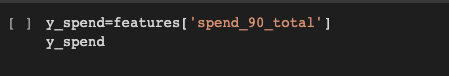 [ ] y_spend=features['spend_90_total']
y_spend